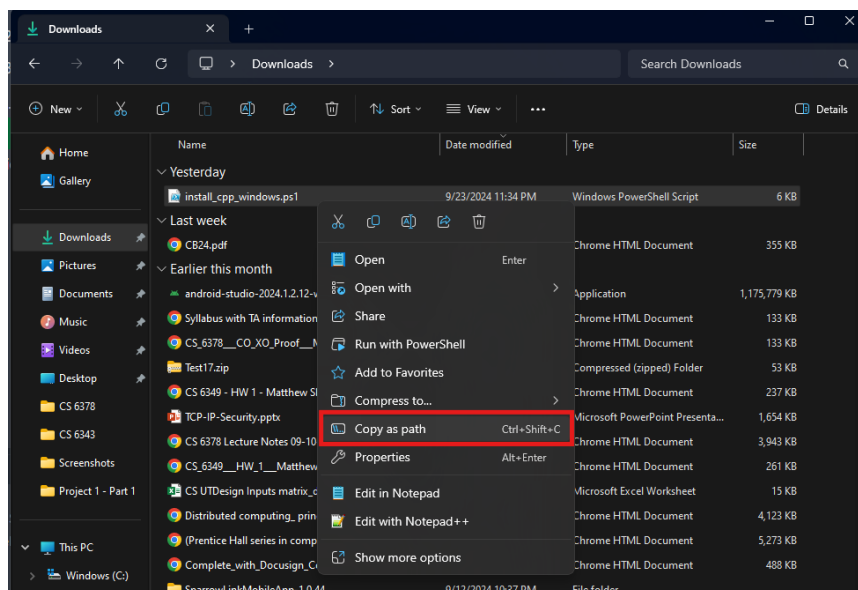 Downloads
Downloads
Search Downloads
New
Sort
View
Details
Name Date modified Type Size
Home
Gallery
Downloads
Pictures
Documents
Music
Videos
Desktop
CS 6378
CS 6343
Screenshots
Project 1 - Part 1
This PC
Windows (C:)
Yesterday
install_cpp_windows.ps1 9/23/2024 11:34 PM Windows PowerShell Script 6 KB
Last week
CB24.pdf Chrome HTML Document 355 KB
Earlier this month
android-studio-2024.1.2.12-v Application 1,175,779 KB
Syllabus with TA information Chrome HTML Document 133 KB
CS_6378__CO_XO_Proof__ Chrome HTML Document 133 KB
Test17.zip Compressed (zipped) Folder 53 KB
CS 6349 - HW 1 - Matthew Chrome HTML Document 237 KB
TCP-IP-Security.pptx Microsoft PowerPoint Presenta... 1,654 KB
CS 6378 Lecture Notes 09-10 Chrome HTML Document 3,943 KB
CS_6349__HW_1__Matthew Chrome HTML Document 261 KB
CS UTDesign Inputs matrix_ Microsoft Excel Worksheet 15 KB
Distributed computing_ prin Chrome HTML Document 4,123 KB
(Prentice Hall series in comp Chrome HTML Document 5,273 KB
Complete_with_Docusign_C Chrome HTML Document 488 KB
SparrowLinkMobileApp-1.0.44 9/12/2024 10:37 PM File folder
Open Enter
Open with
Share
Run with PowerShell
Add to Favorites
Compress to...
Copy as path Ctrl+Shift+C
Properties Alt+Enter
Edit in Notepad
Edit with Notepad++
Show more options